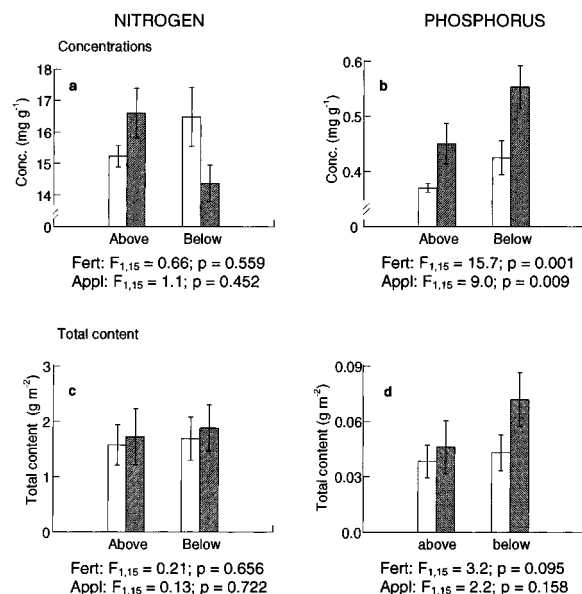 NITROGEN
PHOSPHORUS
Concentrations
a
Conc. (mg g⁻¹)
18
17
16
15
14
0
Above Below
Fert: F1,15 = 0.66; p = 0.559
Appl: F1,15 = 1.1; p = 0.452
b
Conc. (mg g⁻¹)
0.6
0.5
0.4
0
Above Below
Fert: F1,15 = 15.7; p = 0.001
Appl: F1,15 = 9.0; p = 0.009
Total content
c
Total content (g m⁻²)
3
2
1
0
Above Below
Fert: F1,15 = 0.21; p = 0.656
Appl: F1,15 = 0.13; p = 0.722
d
Total content (g m⁻²)
0.09
0.06
0.03
0.0
above below
Fert: F1,15 = 3.2; p = 0.095
Appl: F1,15 = 2.2; p = 0.158